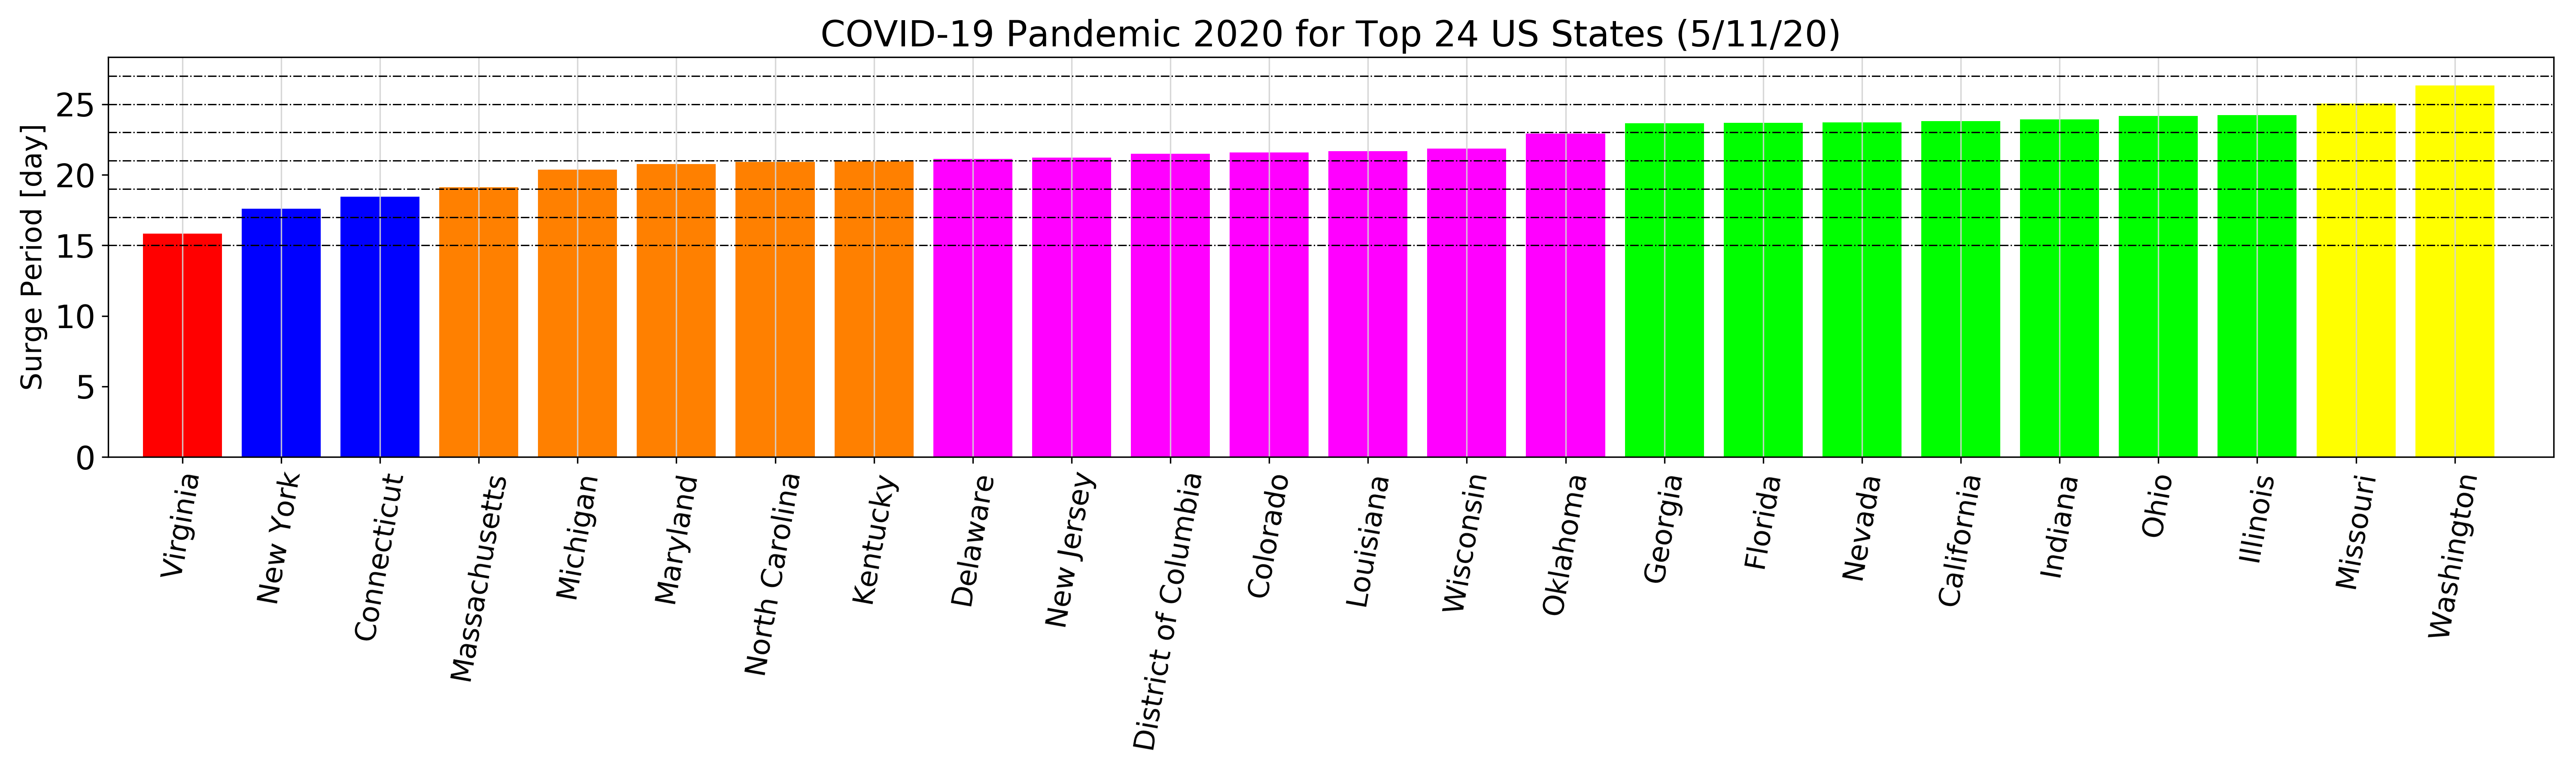 COVID-19 Pandemic 2020 for Top 24 US States (5/11/20)
Surge Period [day]
25
20
15
10
5
0
Virginia
New York
Connecticut
Massachusetts
Michigan
Maryland
North Carolina
Kentucky
Delaware
New Jersey
District of Columbia
Colorado
Louisiana
Wisconsin
Oklahoma
Georgia
Florida
Nevada
California
Indiana
Ohio
Illinois
Missouri
Washington